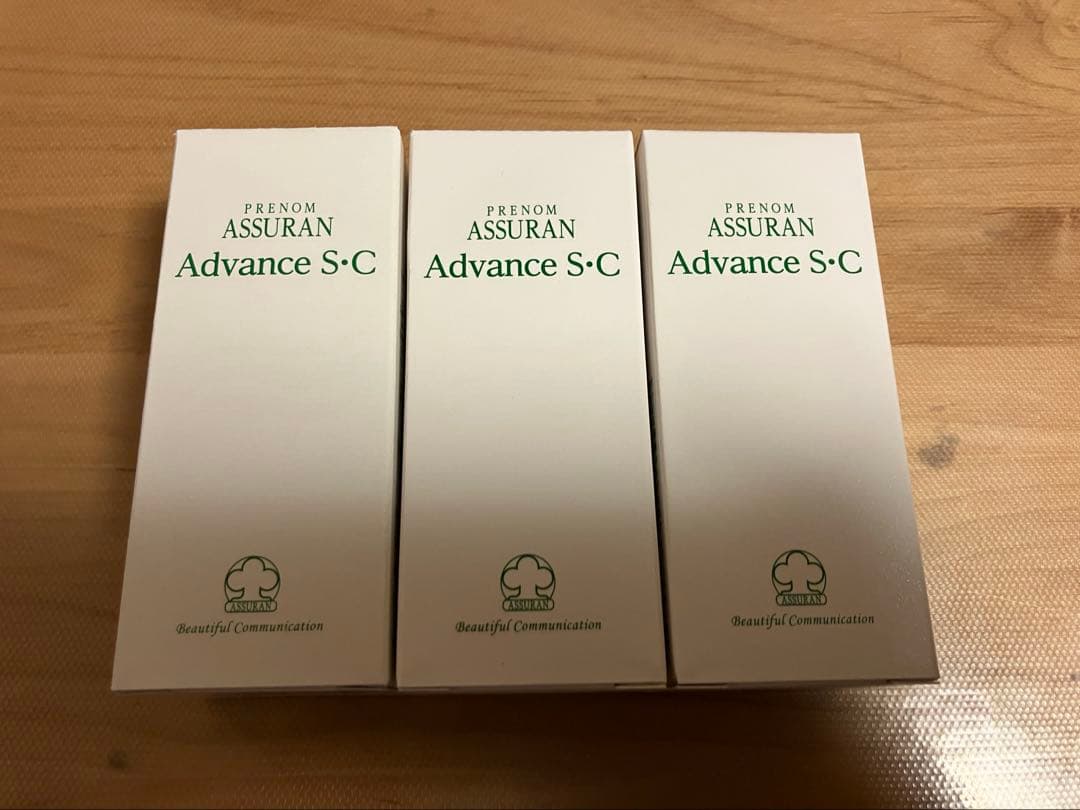 PRENOM
ASSURAN
Advance S•C
ASSURAN
Beautiful Communication
PRENOM
ASSURAN
Advance S•C
ASSURAN
Beautiful Communication
PRENOM
ASSURAN
Advance S•C
ASSURAN
Beautiful Communication